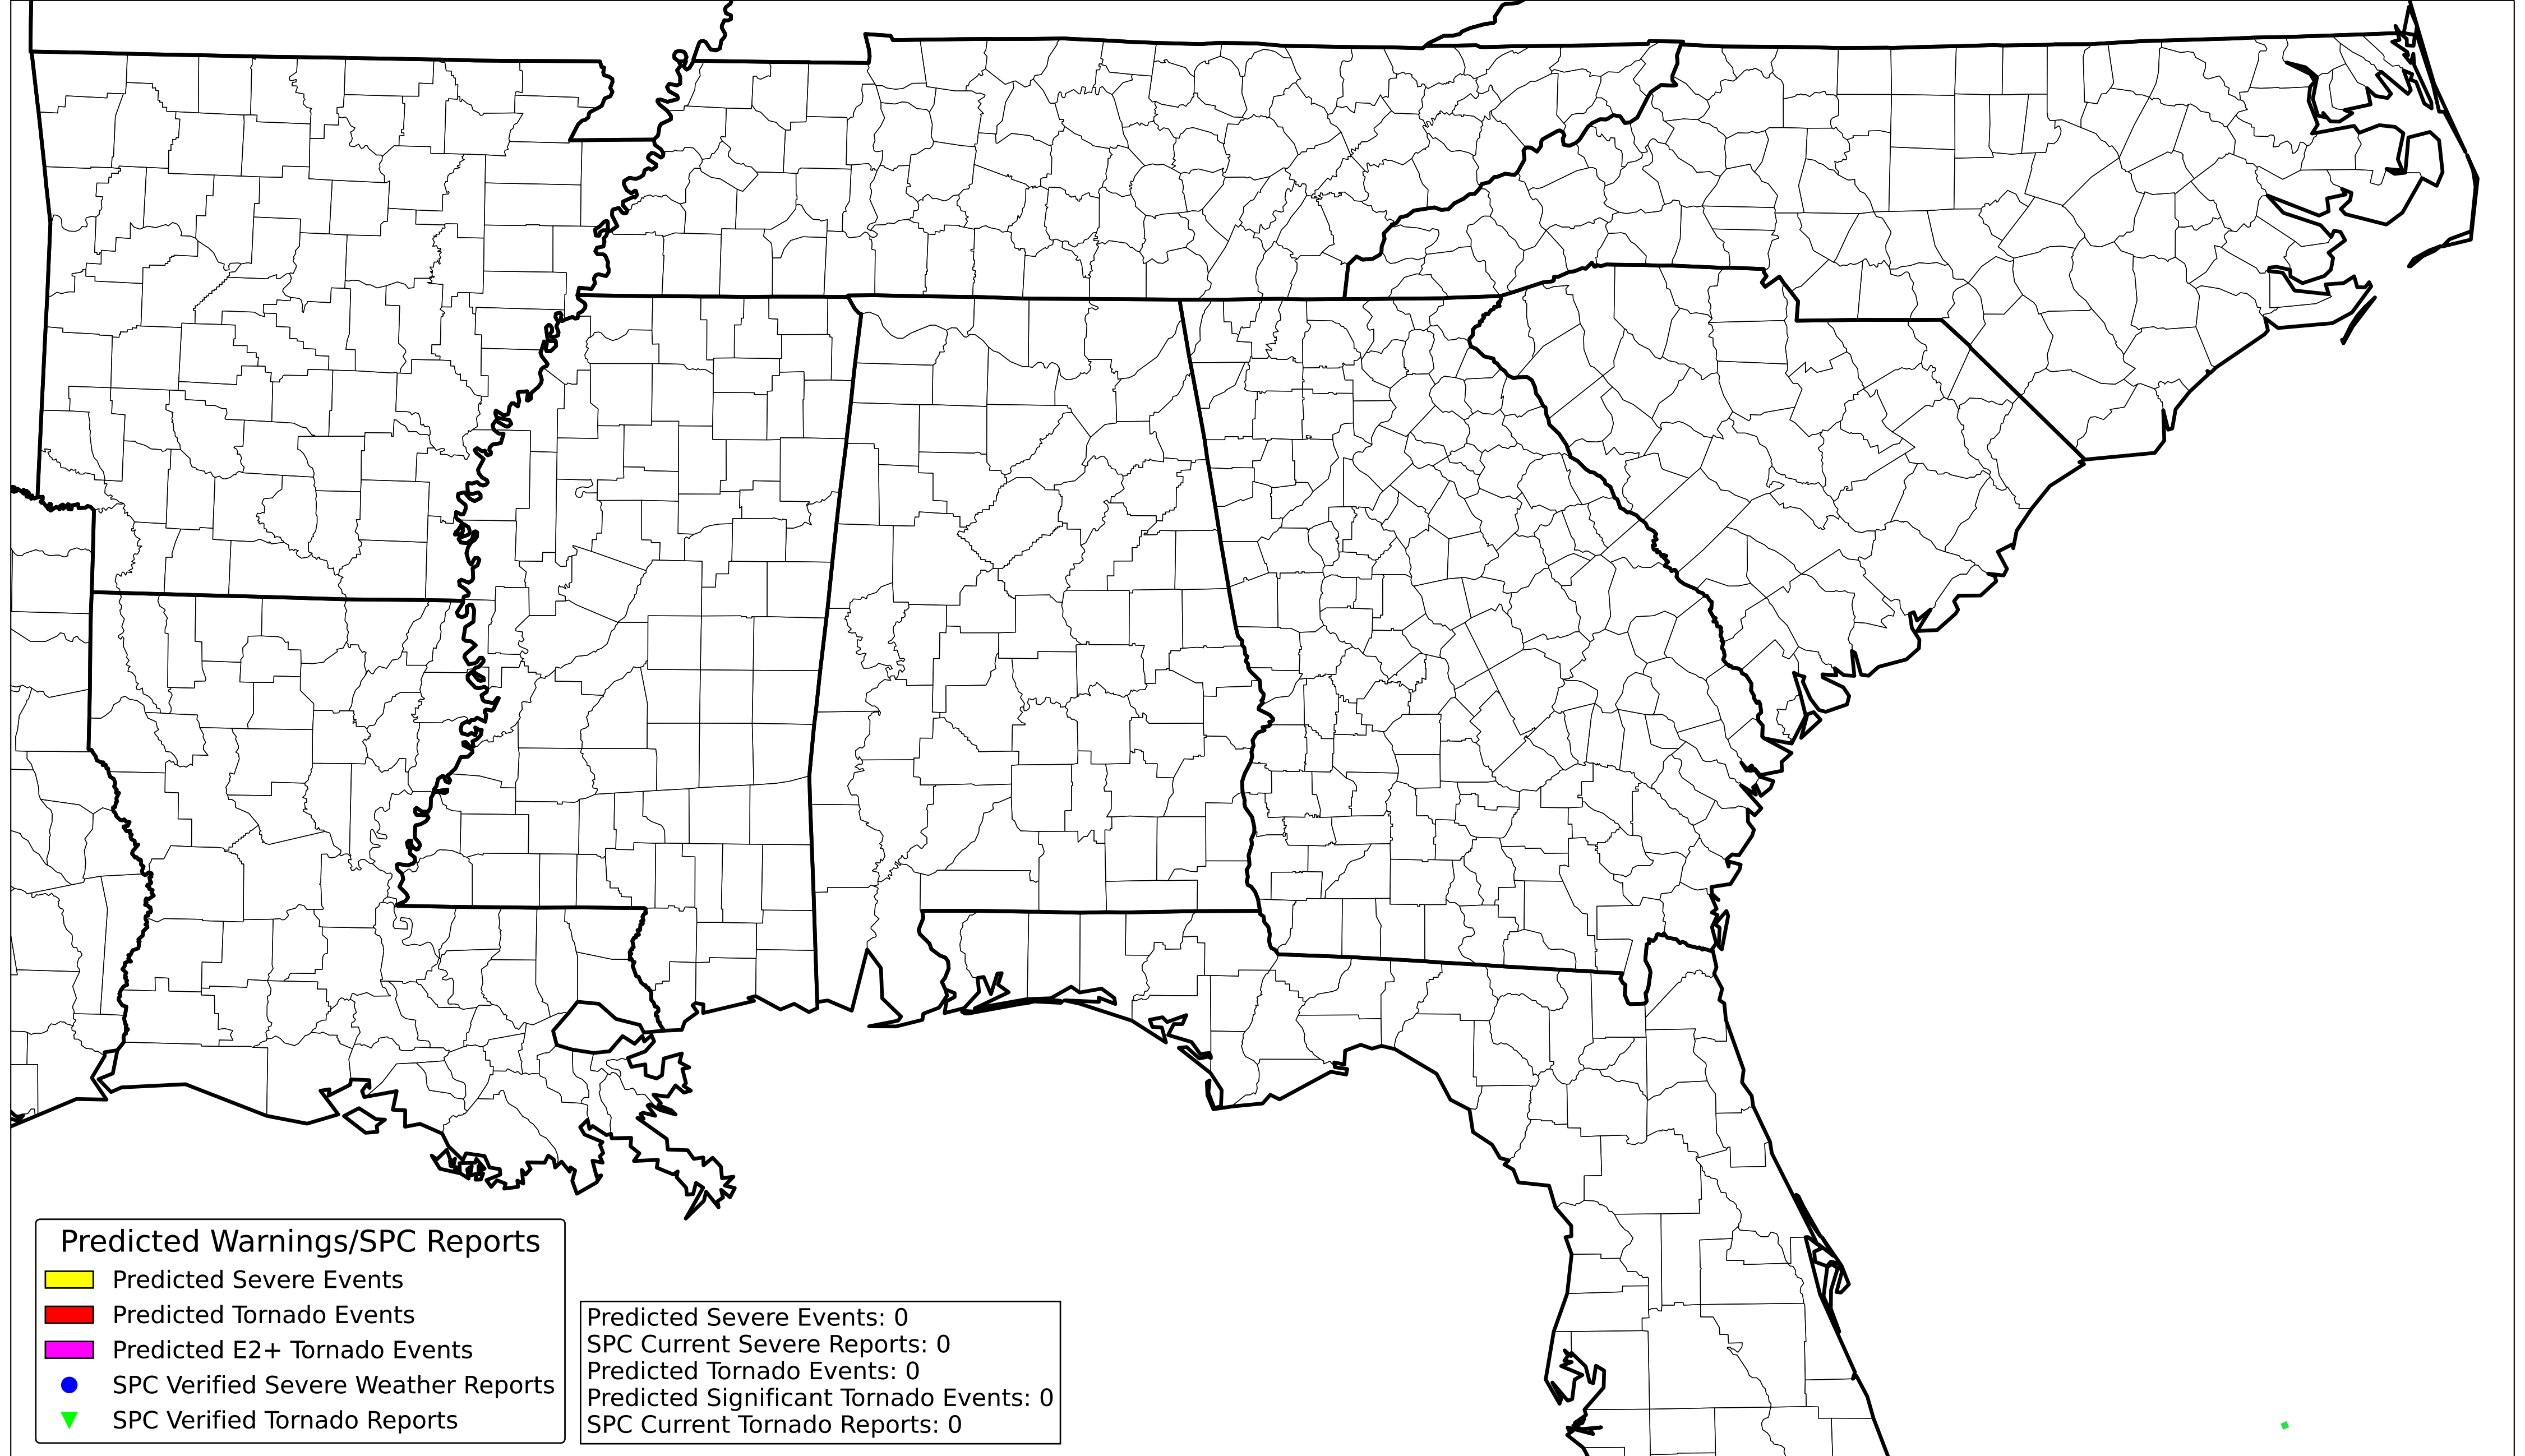 Predicted Warnings/SPC Reports
Predicted Severe Events
Predicted Tornado Events
Predicted E2+ Tornado Events
SPC Verified Severe Weather Reports
SPC Verified Tornado Reports
Predicted Severe Events: 0
SPC Current Severe Reports: 0
Predicted Tornado Events: 0
Predicted Significant Tornado Events: 0
SPC Current Tornado Reports: 0